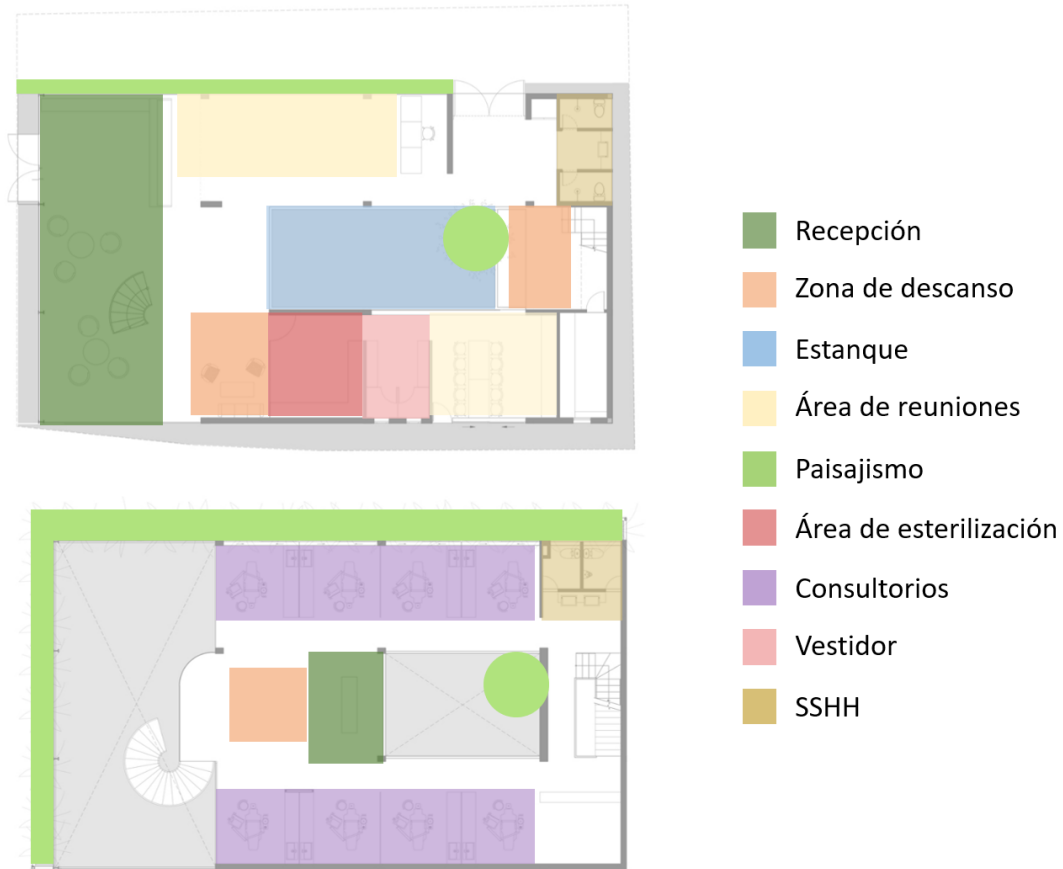 Recepción
Zona de descanso
Estanque
Área de reuniones
Paisajismo
Área de esterilización
Consultorios
Vestidor
SSHH